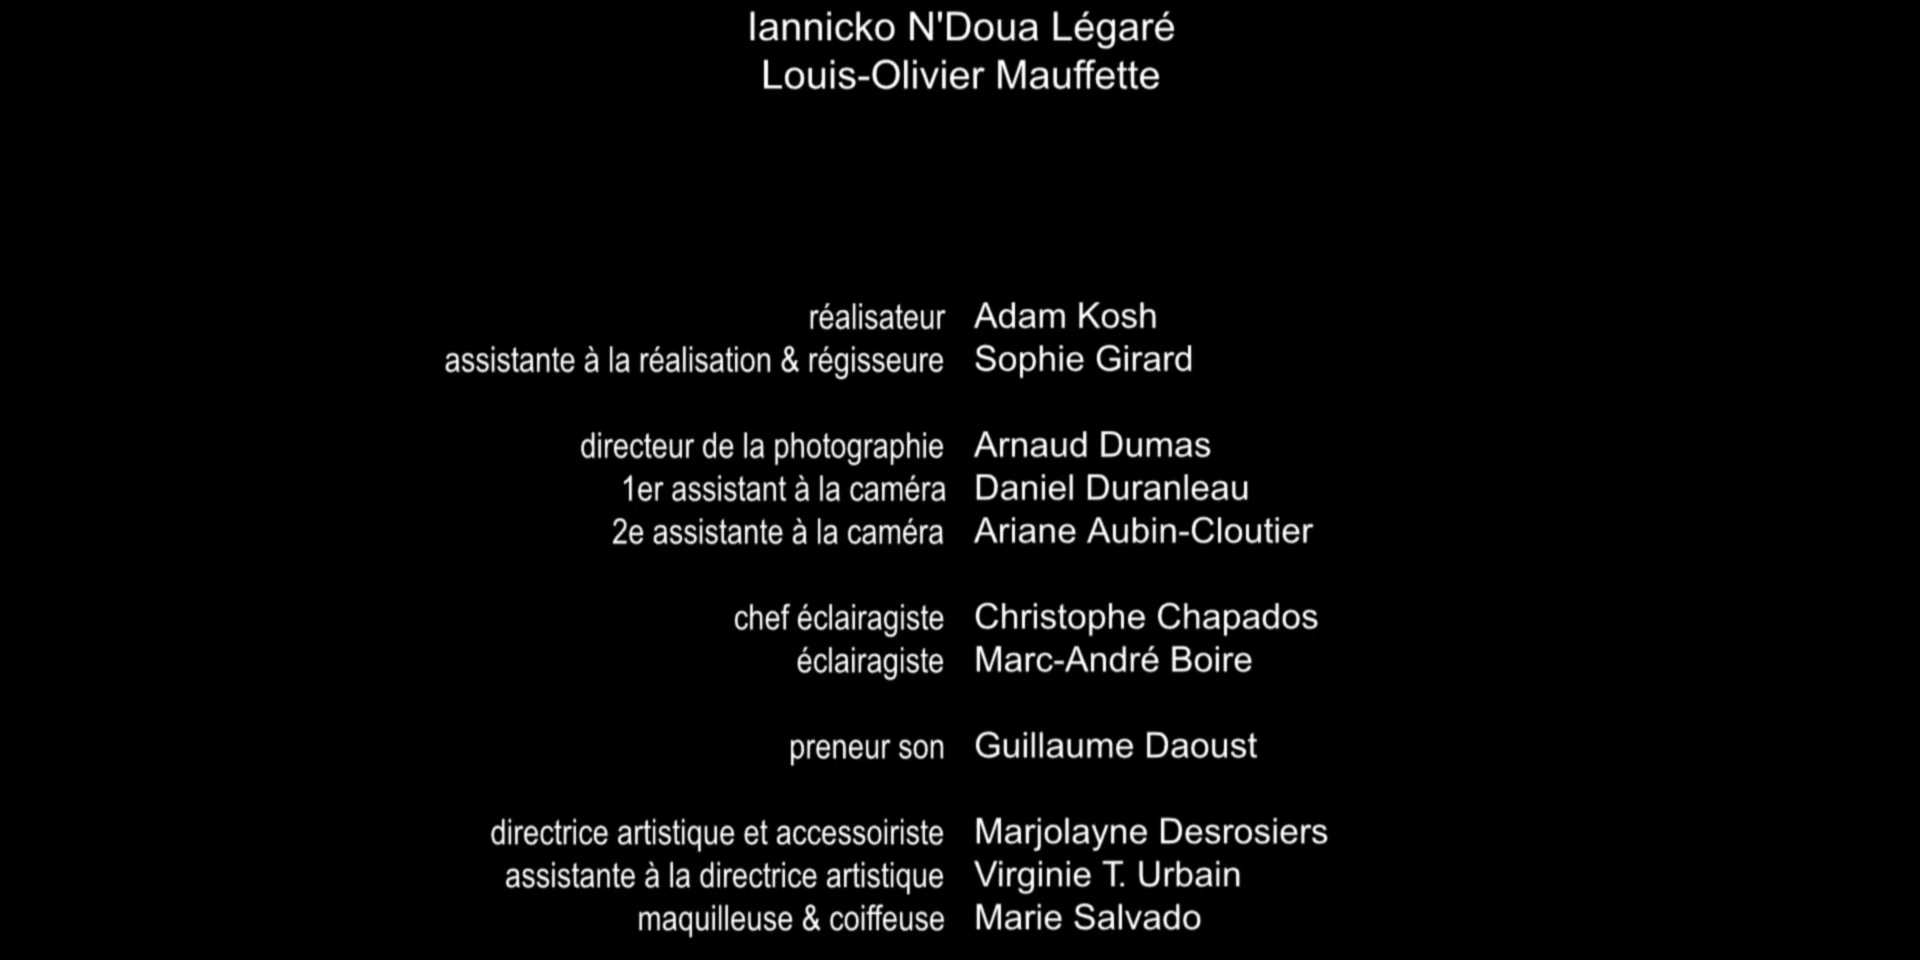 Iannicko N'Doua Légaré
Louis-Olivier Mauffette
réalisateur Adam Kosh
assistante à la réalisation & régisseure Sophie Girard
directeur de la photographie Arnaud Dumas
1er assistant à la caméra Daniel Duranleau
2e assistante à la caméra Ariane Aubin-Cloutier
chef éclairagiste Christophe Chapados
éclairagiste Marc-André Boire
preneur son Guillaume Daoust
directrice artistique et accessoiriste Marjolayne Desrosiers
assistante à la directrice artistique Virginie T. Urbain
maquilleuse & coiffeuse Marie Salvado